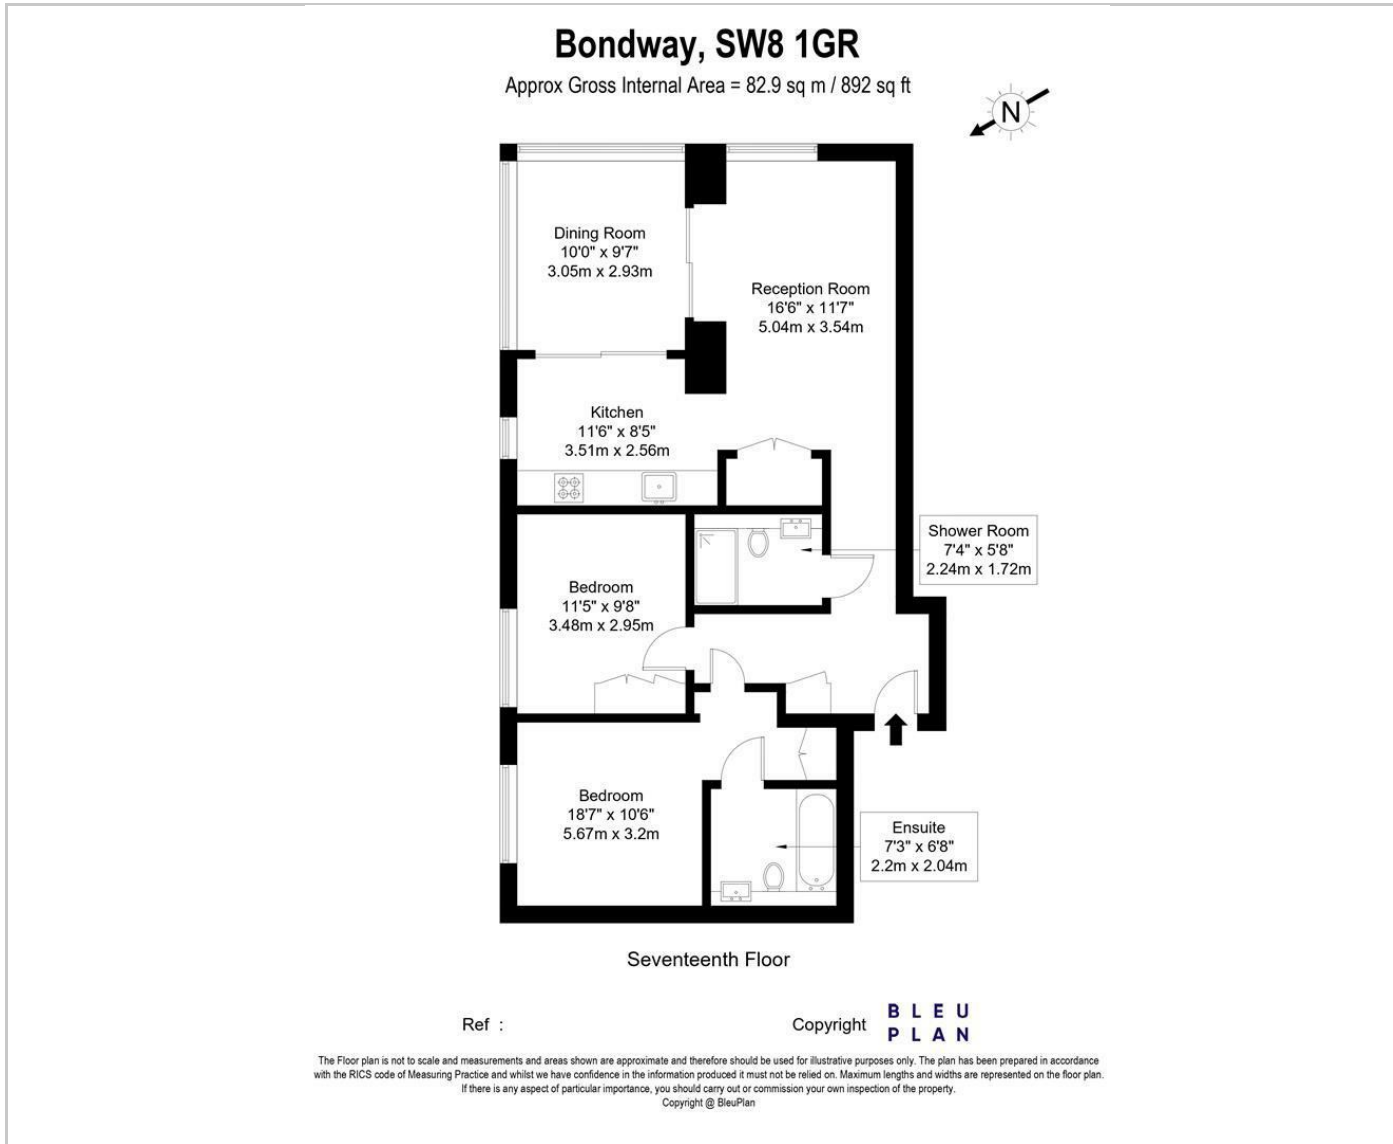 Bondway, SW8 1GR
Approx Gross Internal Area = 82.9 sq m / 892 sq ft
N
Dining Room
10'0" x 9'7"
3.05m x 2.93m
Reception Room
16'6" x 11'7"
5.04m x 3.54m
Kitchen
11'6" x 8'5"
3.51m x 2.56m
Shower Room
7'4" x 5'8"
2.24m x 1.72m
Bedroom
11'5" x 9'8"
3.48m x 2.95m
Bedroom
18'7" x 10'6"
5.67m x 3.2m
Ensuite
7'3" x 6'8"
2.2m x 2.04m
Seventeenth Floor
Ref :
Copyright
BLEU
PLAN
The Floor plan is not to scale and measurements and areas shown are approximate and therefore should be used for illustrative purposes only. The plan has been prepared in accordance
with the RICS code of Measuring Practice and whilst we have confidence in the information produced it must not be relied on. Maximum lengths and widths are represented on the floor plan.
If there is any aspect of particular importance, you should carry out or commission your own inspection of the property.
Copyright @ BleuPlan